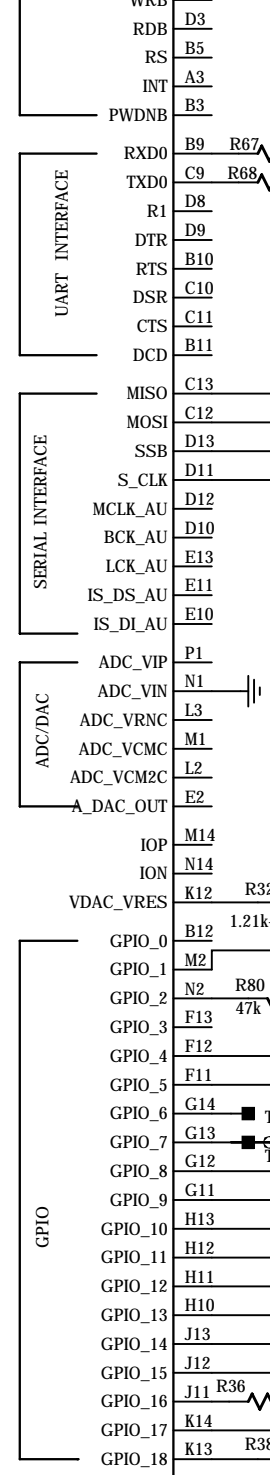 RDB D3
RS B5
INT A3
PWDNB B3
UART INTERFACE
RXD0 B9 R67
TXD0 C9 R68
R1 D8
DTR D9
RTS B10
DSR C10
CTS C11
DCD B11
SERIAL INTERFACE
MISO C13
MOSI C12
SSB D13
S_CLK D11
MCLK_AU D12
BCK_AU D10
LCK_AU E13
IS_DS_AU E11
IS_DI_AU E10
ADC/DAC
ADC_VIP P1
ADC_VIN N1
ADC_VRNC L3
ADC_VCMC M1
ADC_VCM2C L2
A_DAC_OUT E2
IOP M14
ION N14
VDAC_VRES K12 R32
1.21k
GPIO
GPIO_0 B12
GPIO_1 M2
GPIO_2 N2 R80
47k
GPIO_3 F13
GPIO_4 F12
GPIO_5 F11
GPIO_6 G14
GPIO_7 G13
GPIO_8 G12
GPIO_9 G11
GPIO_10 H13
GPIO_11 H12
GPIO_12 H11
GPIO_13 H10
GPIO_14 J13
GPIO_15 J12
GPIO_16 J11 R36
GPIO_17 K14
GPIO_18 K13 R38